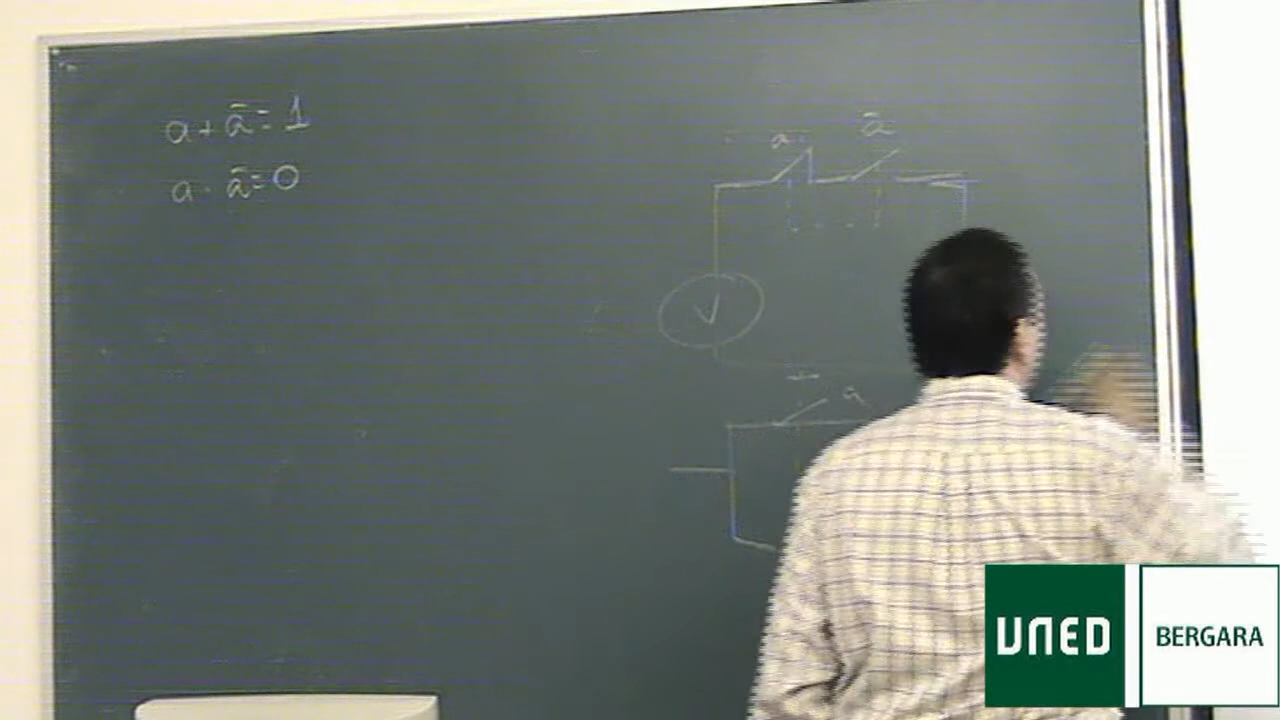 a + ā = 1
a · ā = 0
a
ā
V
a
UNED
BERGARA